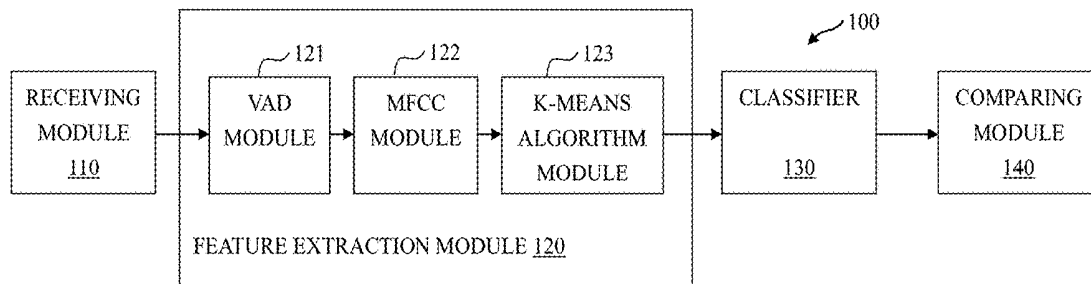 100
121
122
123
RECEIVING
MODULE
110
VAD
MODULE
MFCC
MODULE
K-MEANS
ALGORITHM
MODULE
CLASSIFIER
130
COMPARING
MODULE
140
FEATURE EXTRACTION MODULE 120